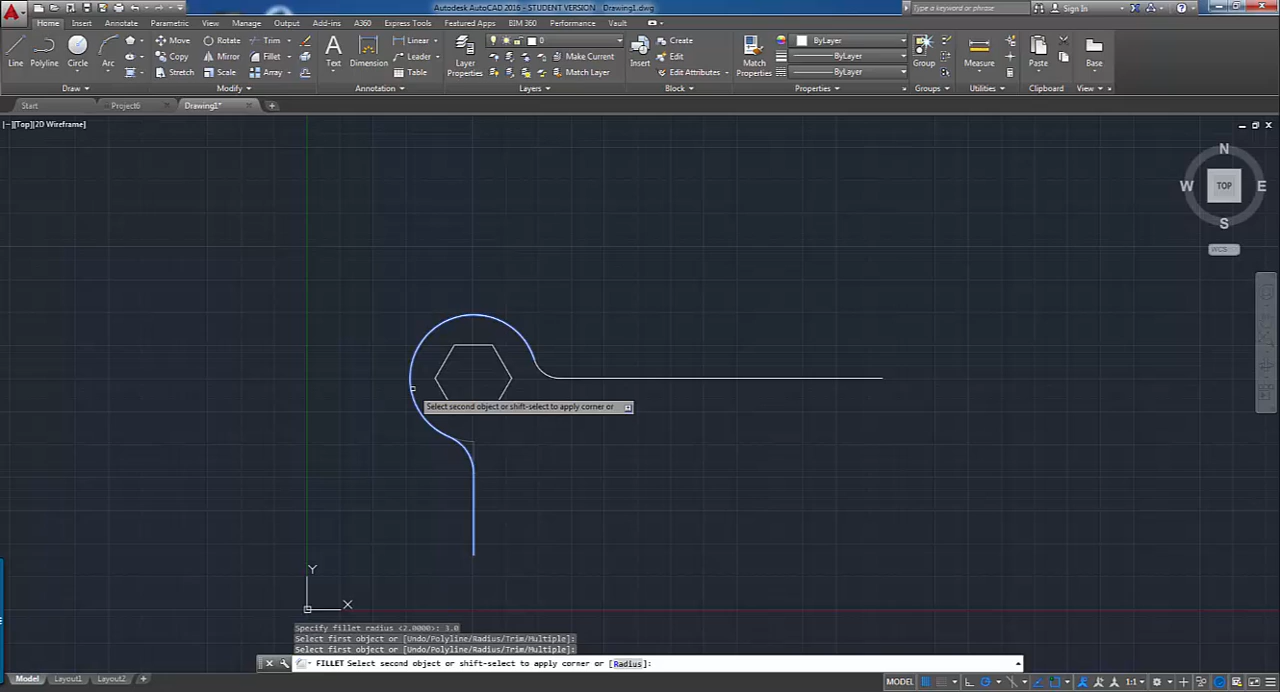 Autodesk AutoCAD 2016 - STUDENT VERSION Drawing1.dwg
Type a keyword or phrase
Sign In
Home Insert Annotate Parametric View Manage Output Add-ins A360 Express Tools Featured Apps BIM 360 Performance Vault
Line Polyline Circle Arc
Move Rotate Trim
Copy Mirror Fillet
Stretch Scale Array
Text Dimension
Linear
Leader
Table
Layer Properties
0
Make Current
Match Layer
Insert
Create
Edit
Edit Attributes
Match Properties
ByLayer
ByLayer
ByLayer
Group
Measure
Paste
Base
Draw Modify Annotation Layers Block Properties Groups Utilities Clipboard View
Start Project6 Drawing1*
[−][Top][2D Wireframe]
N
W TOP E
S
WCS
Select second object or shift-select to apply corner or
Y
X
Specify fillet radius <2.0000>: 3.0
Select first object or [Undo/Polyline/Radius/Trim/Multiple]:
Select first object or [Undo/Polyline/Radius/Trim/Multiple]:
FILLET Select second object or shift-select to apply corner or [Radius]:
Model Layout1 Layout2
MODEL 1:1